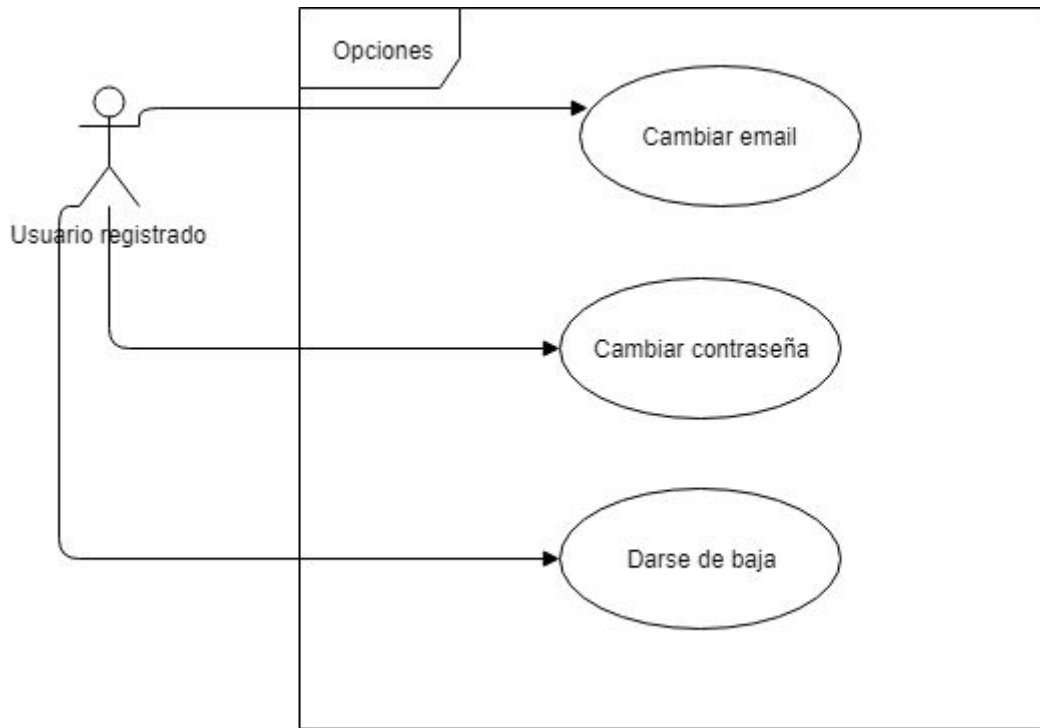 Opciones
Cambiar email
Usuario registrado
Cambiar contraseña
Darse de baja